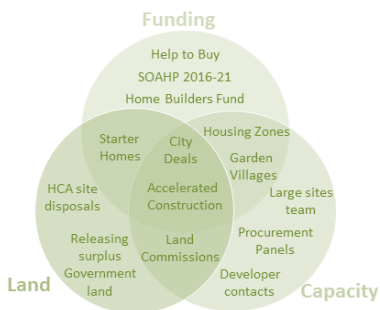 Funding
Help to Buy
SOAHP 2016-21
Home Builders Fund
Starter
Homes
City
Deals
Housing Zones
Garden
Villages
HCA site
disposals
Accelerated
Construction
Large sites
team
Releasing
surplus
Government
land
Land
Commissions
Procurement
Panels
Developer
contacts
Land
Capacity